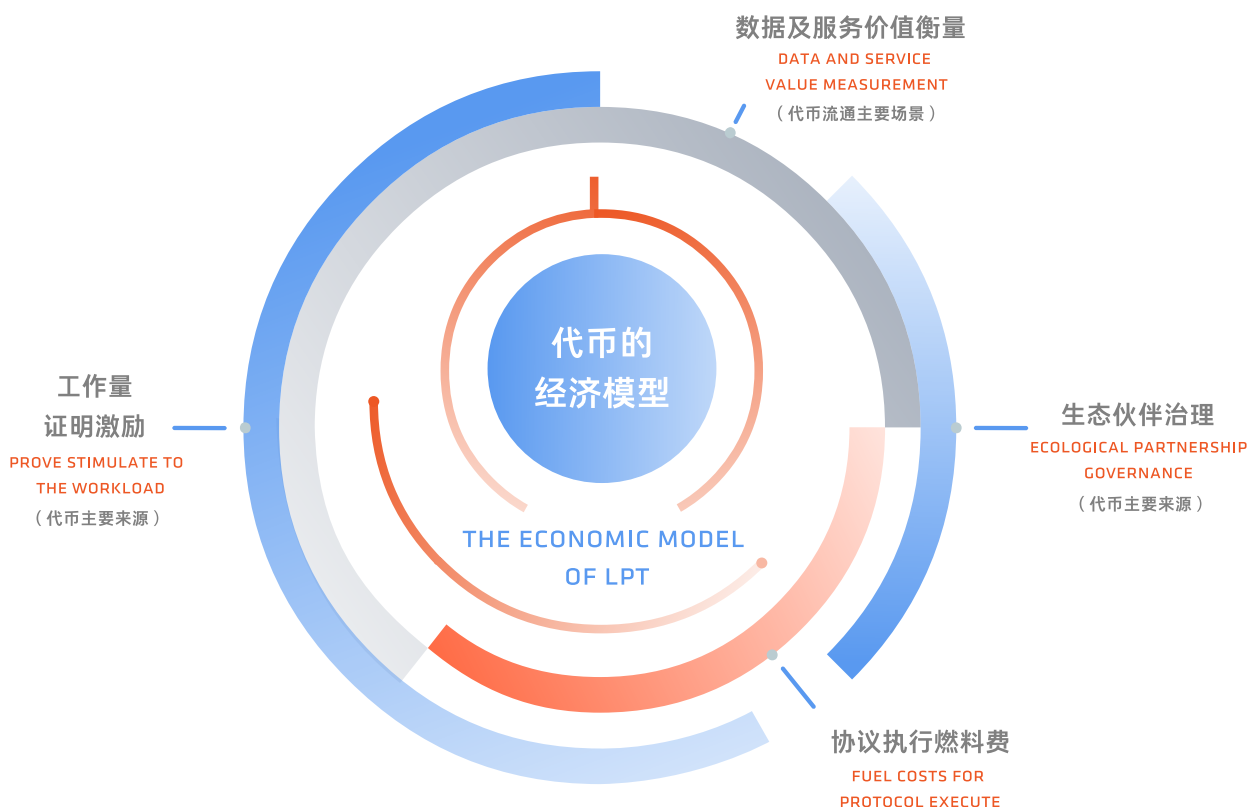 数据及服务价值衡量
DATA AND SERVICE
VALUE MEASUREMENT
（代币流通主要场景）
代币的
经济模型
工作量
证明激励
PROVE STIMULATE TO
THE WORKLOAD
（代币主要来源）
生态伙伴治理
ECOLOGICAL PARTNERSHIP
GOVERNANCE
（代币主要来源）
THE ECONOMIC MODEL
OF LPT
协议执行燃料费
FUEL COSTS FOR
PROTOCOL EXECUTE